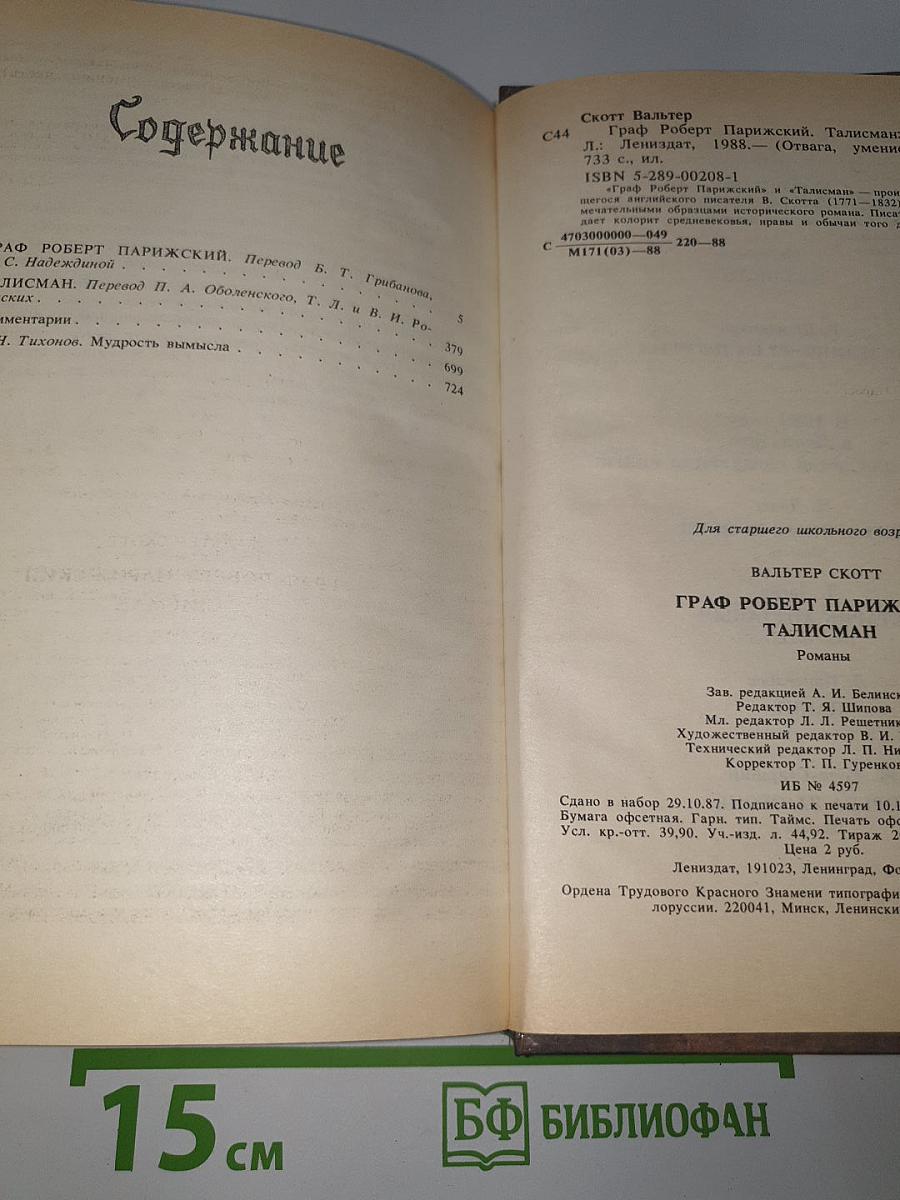 Содержание
РАФ РОБЕРТ ПАРИЖСКИЙ. Перевод Б. Т. Грибанова,
С. Надеждиной . . . . . . . . . . . . . . 5
ЛИСМАН. Перевод П. А. Оболенского, Т. Л. и В. И. Ро-
ских . . . . . . . . . . . . . . . . . 379
мментарии . . . . . . . . . . . . . . . 699
Н. Тихонов. Мудрость вымысла . . . . . . . . 724
Скотт Вальтер
С44 Граф Роберт Парижский. Талисман:
Л.: Лениздат, 1988.— (Отвага, умение
733 с., ил.
ISBN 5-289-00208-1
«Граф Роберт Парижский» и «Талисман» — прои
щегося английского писателя В. Скотта (1771—1832)
мечательными образцами исторического романа. Писат
дает колорит средневековья, нравы и обычаи того д
С 4703000000—049
М171(03)—88 220—88
Для старшего школьного возр
ВАЛЬТЕР СКОТТ
ГРАФ РОБЕРТ ПАРИЖ
ТАЛИСМАН
Романы
Зав. редакцией А. И. Белинск
Редактор Т. Я. Шипова
Мл. редактор Л. Л. Решетник
Художественный редактор В. И.
Технический редактор Л. П. Ни
Корректор Т. П. Гуренков
ИБ № 4597
Сдано в набор 29.10.87. Подписано к печати 10.1
Бумага офсетная. Гарн. тип. Таймс. Печать офс
Усл. кр.-отт. 39,90. Уч.-изд. л. 44,92. Тираж 2
Цена 2 руб.
Лениздат, 191023, Ленинград, Фо
Ордена Трудового Красного Знамени типографи
лоруссии. 220041, Минск, Ленински
15 см
БФ БИБЛИОФАН